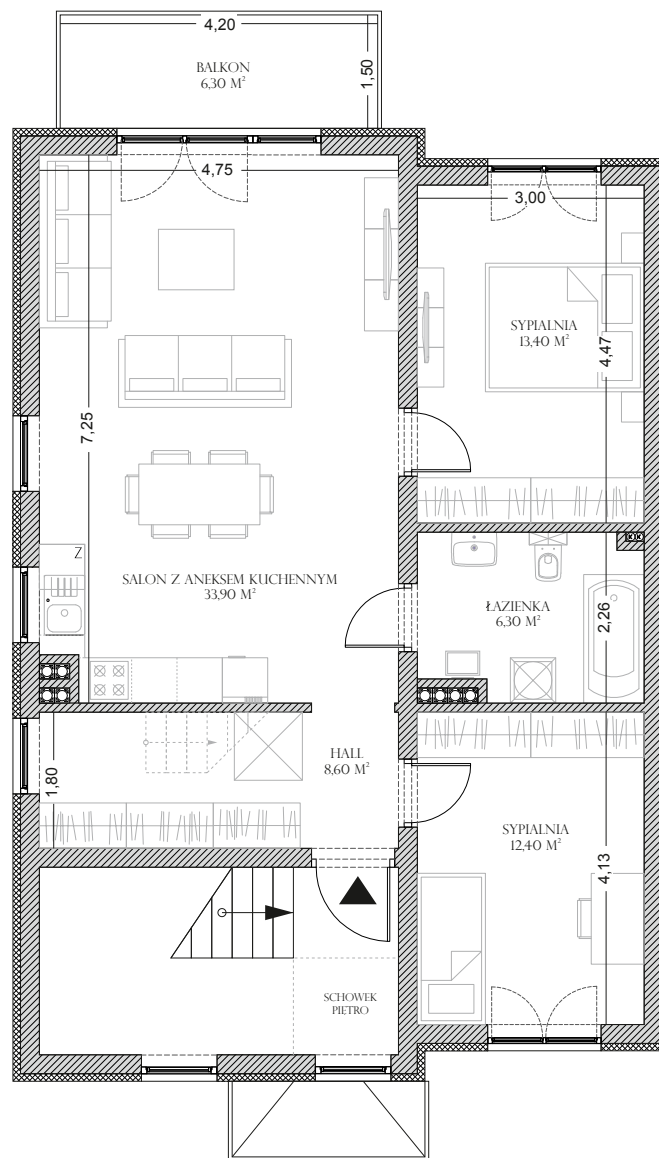 4,20
BALKON
6,30 M²
1,50
4,75
3,00
SYPIALNIA
13,40 M²
4,47
7,25
Z
SALON Z ANEKSEM KUCHENNYM
33,90 M²
ŁAZIENKA
6,30 M²
2,26
HALL
8,60 M²
1,80
SYPIALNIA
12,40 M²
4,13
SCHOWEK
PIĘTRO